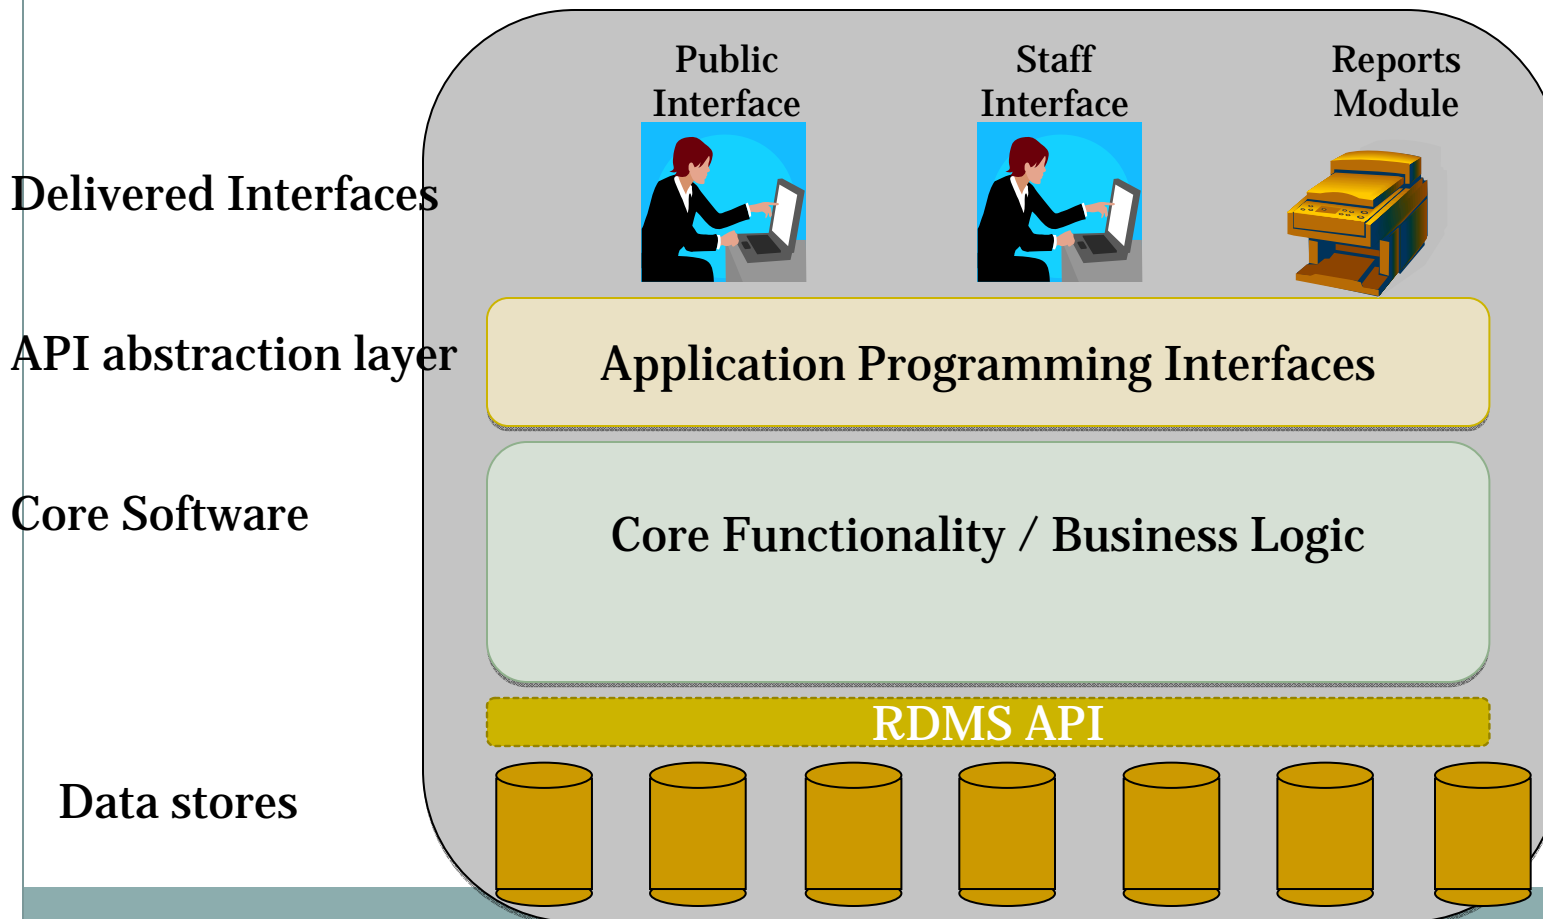 Public
Interface
Staff
Interface
Reports
Module
Delivered Interfaces
API abstraction layer
Application Programming Interfaces
Core Software
Core Functionality / Business Logic
RDMS API
Data stores